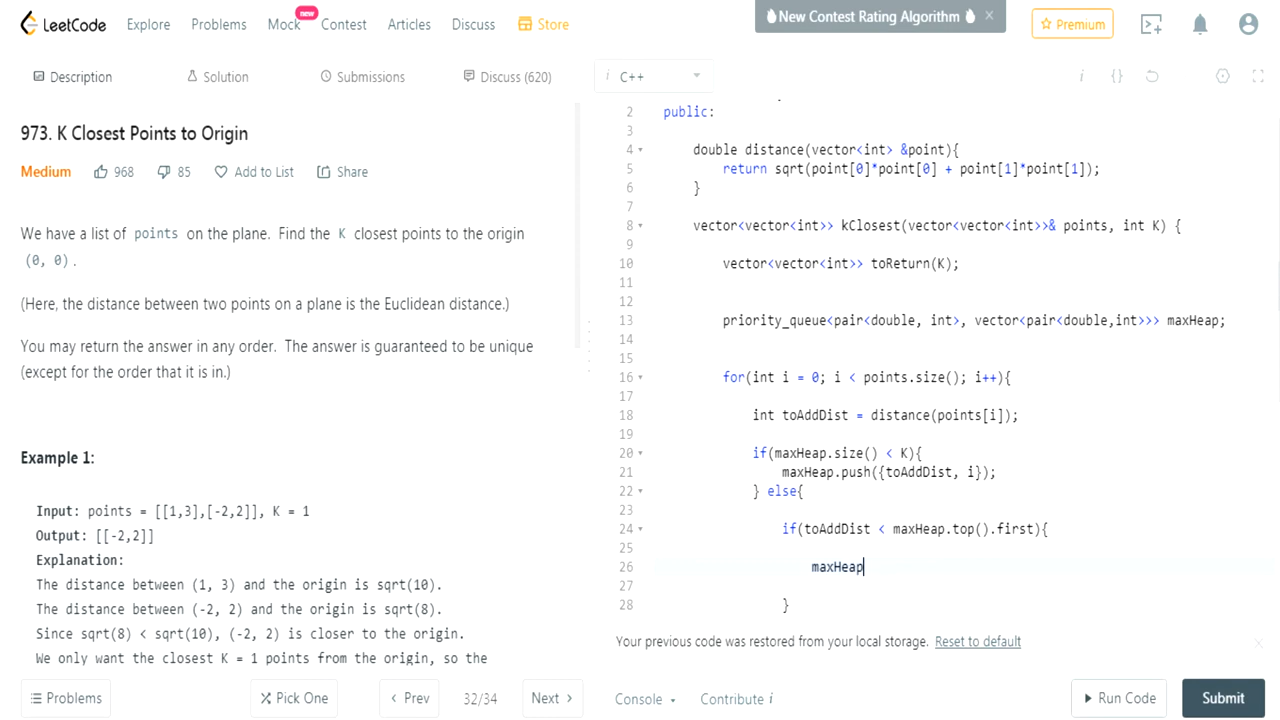 LeetCode Explore Problems Mock new Contest Articles Discuss Store
New Contest Rating Algorithm ×
Premium
Description Solution Submissions Discuss (620)
i C++
973. K Closest Points to Origin
Medium 968 85 Add to List Share
We have a list of points on the plane. Find the K closest points to the origin
(0, 0).
(Here, the distance between two points on a plane is the Euclidean distance.)
You may return the answer in any order. The answer is guaranteed to be unique
(except for the order that it is in.)
Example 1:
Input: points = [[1,3],[-2,2]], K = 1
Output: [[-2,2]]
Explanation:
The distance between (1, 3) and the origin is sqrt(10).
The distance between (-2, 2) and the origin is sqrt(8).
Since sqrt(8) < sqrt(10), (-2, 2) is closer to the origin.
We only want the closest K = 1 points from the origin, so the
2 public:
3
4 double distance(vector<int> &point){
5 return sqrt(point[0]*point[0] + point[1]*point[1]);
6 }
7
8 vector<vector<int>> kClosest(vector<vector<int>>& points, int K) {
9
10 vector<vector<int>> toReturn(K);
11
12
13 priority_queue<pair<double, int>, vector<pair<double,int>>> maxHeap;
14
15
16 for(int i = 0; i < points.size(); i++){
17
18 int toAddDist = distance(points[i]);
19
20 if(maxHeap.size() < K){
21 maxHeap.push({toAddDist, i});
22 } else{
23
24 if(toAddDist < maxHeap.top().first){
25
26 maxHeap
27
28 }
Your previous code was restored from your local storage. Reset to default
Problems Pick One < Prev 32/34 Next >
Console Contribute i Run Code Submit